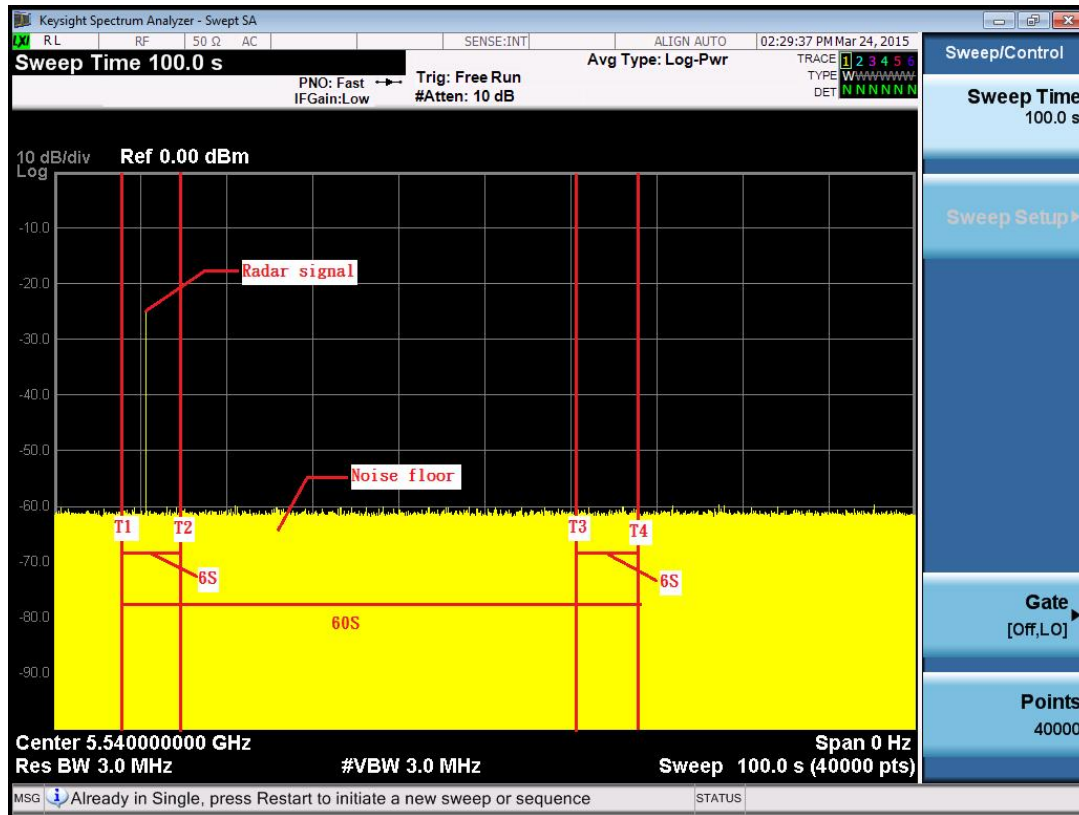 Keysight Spectrum Analyzer - Swept SA
LXI RL RF 50 Ω AC SENSE:INT ALIGN AUTO 02:29:37 PM Mar 24, 2015
Sweep Time 100.0 s
PNO: Fast
IFGain:Low
Trig: Free Run
#Atten: 10 dB
Avg Type: Log-Pwr
TRACE 1 2 3 4 5 6
TYPE WWWWWW
DET N N N N N N
10 dB/div Ref 0.00 dBm
Log
-10.0
-20.0
-30.0
-40.0
-50.0
-60.0
-70.0
-80.0
-90.0
Radar signal
Noise floor
T1 T2 T3 T4
6S 6S
60S
Center 5.540000000 GHz Span 0 Hz
Res BW 3.0 MHz #VBW 3.0 MHz Sweep 100.0 s (40000 pts)
MSG Already in Single, press Restart to initiate a new sweep or sequence STATUS
Sweep/Control
Sweep Time
100.0 s
Sweep Setup
Gate
[Off,LO]
Points
40000